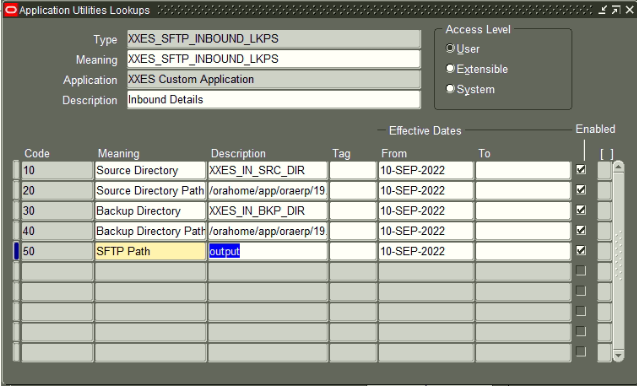 Application Utilities Lookups
Type XXES_SFTP_INBOUND_LKPS
Meaning XXES_SFTP_INBOUND_LKPS
Application XXES Custom Application
Description Inbound Details
Access Level
User
Extensible
System
Effective Dates Enabled
Code Meaning Description Tag From To [ ]
10 Source Directory XXES_IN_SRC_DIR 10-SEP-2022
20 Source Directory Path /orahome/app/oraerp/19. 10-SEP-2022
30 Backup Directory XXES_IN_BKP_DIR 10-SEP-2022
40 Backup Directory Path /orahome/app/oraerp/19. 10-SEP-2022
50 SFTP Path output 10-SEP-2022